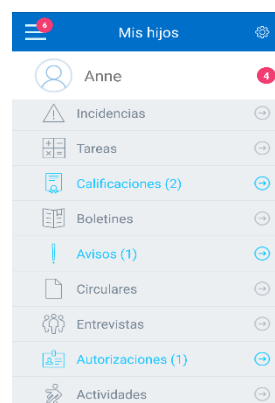 6
Mis hijos
Anne
4
Incidencias
Tareas
Calificaciones (2)
Boletines
Avisos (1)
Circulares
Entrevistas
Autorizaciones (1)
Actividades